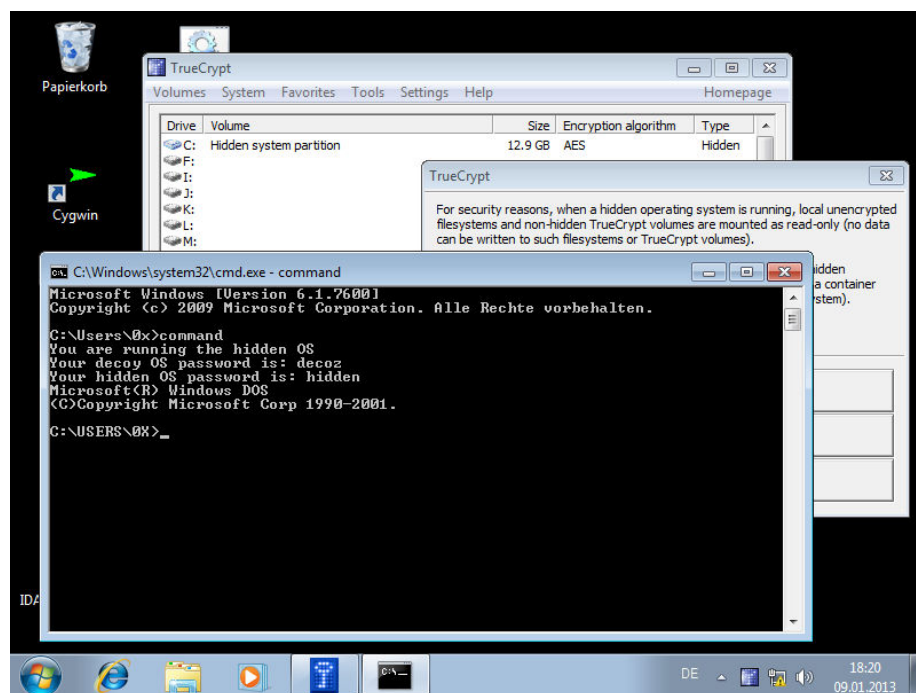 Papierkorb
Cygwin
IDA
TrueCrypt
Volumes System Favorites Tools Settings Help Homepage
Drive Volume Size Encryption algorithm Type
C: Hidden system partition 12.9 GB AES Hidden
F:
I:
J:
K:
L:
M:
TrueCrypt
For security reasons, when a hidden operating system is running, local unencrypted
filesystems and non-hidden TrueCrypt volumes are mounted as read-only (no data
can be written to such filesystems or TrueCrypt volumes).
idden
a container
stem).
C:\Windows\system32\cmd.exe - command
Microsoft Windows [Version 6.1.7600]
Copyright (c) 2009 Microsoft Corporation. Alle Rechte vorbehalten.
C:\Users\0x>command
You are running the hidden OS
Your decoy OS password is: decoz
Your hidden OS password is: hidden
Microsoft(R) Windows DOS
(C)Copyright Microsoft Corp 1990-2001.
C:\USERS\0X>_
C:\_
DE
18:20
09.01.2013